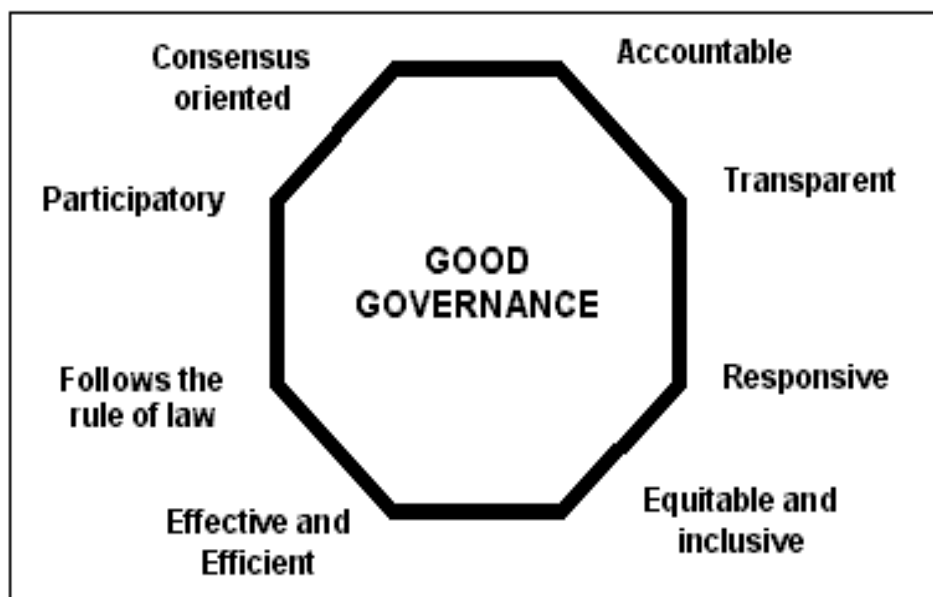 Consensus
oriented
Accountable
Participatory
Transparent
GOOD
GOVERNANCE
Follows the
rule of law
Responsive
Effective and
Efficient
Equitable and
inclusive